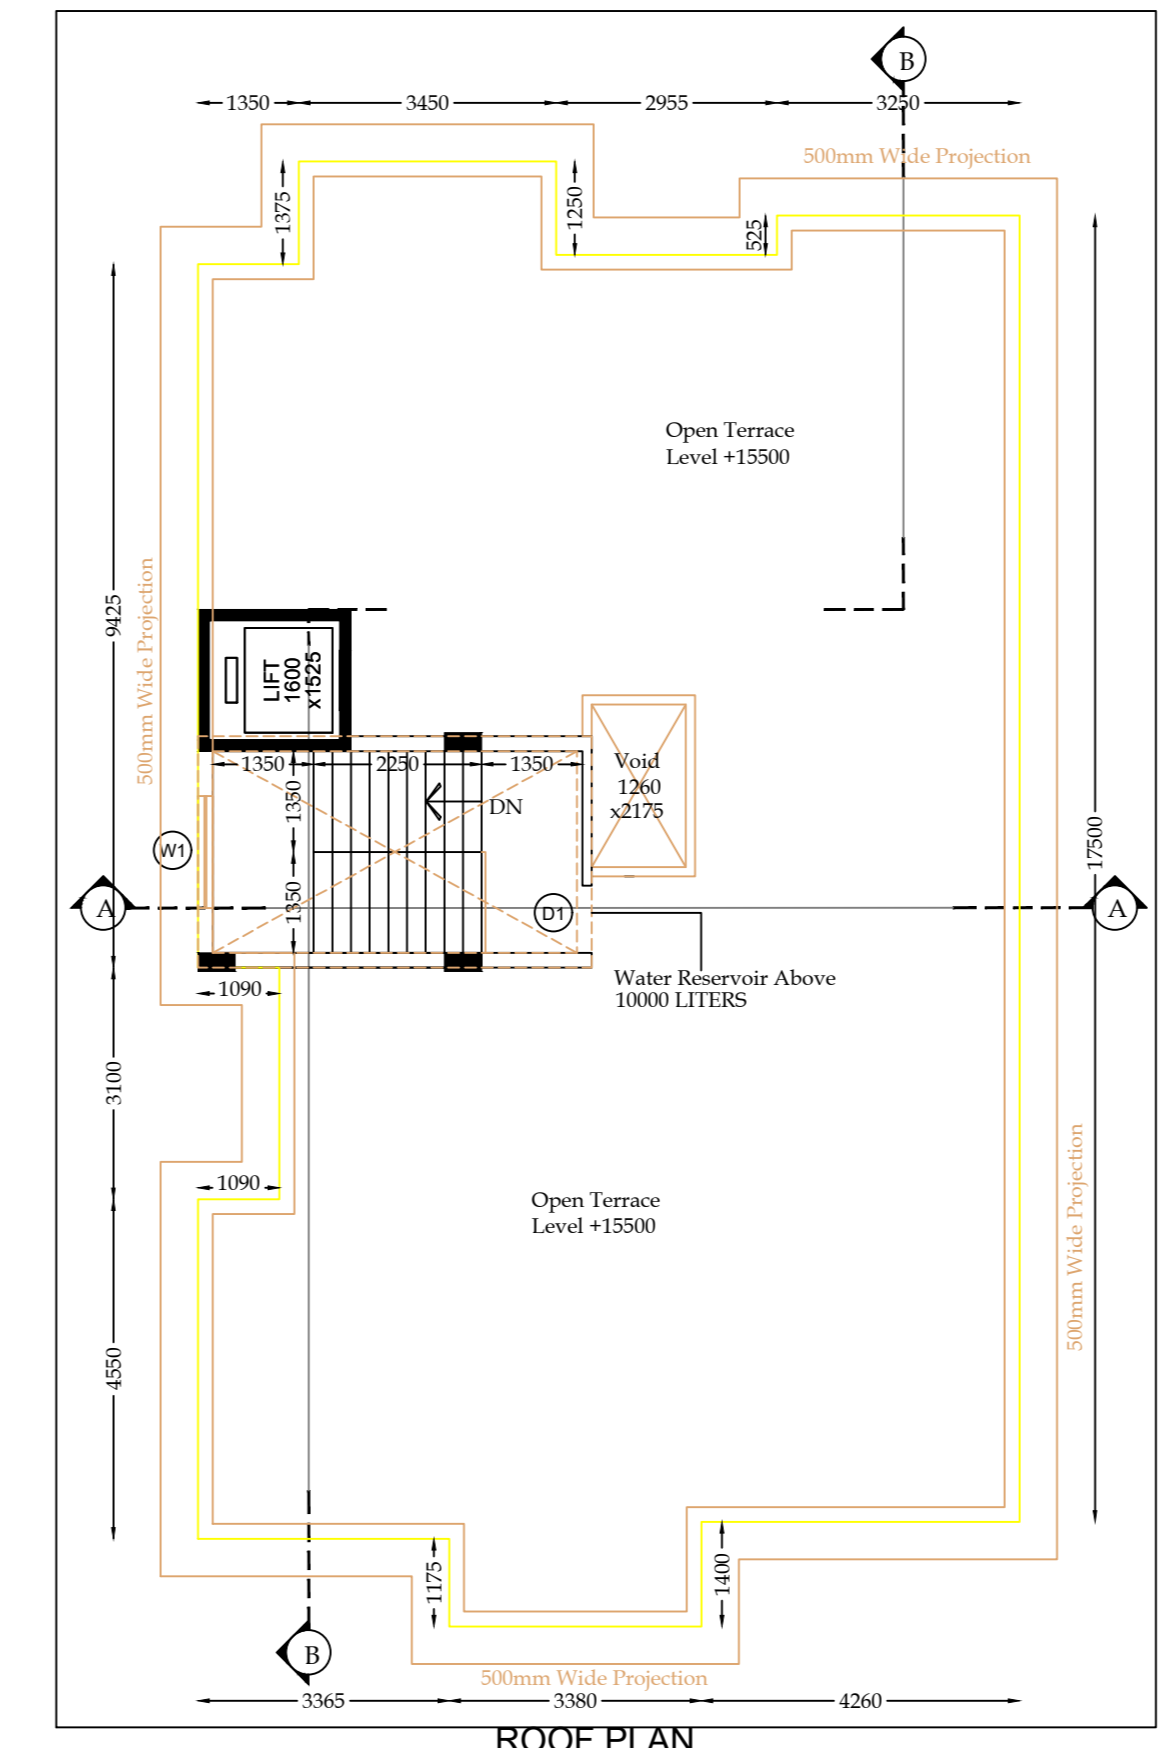 B
1350
3450
2955
3250
500mm Wide Projection
1375
1250
525
Open Terrace
Level +15500
9425
500mm Wide Projection
LIFT
1600
x1525
1350
2250
1350
Void
1260
x2175
1350
DN
W1
17500
1350
A
D1
A
Water Reservoir Above
10000 LITERS
1090
3100
1090
Open Terrace
Level +15500
500mm Wide Projection
4550
1175
1400
B
500mm Wide Projection
3365
3380
4260
ROOF PLAN